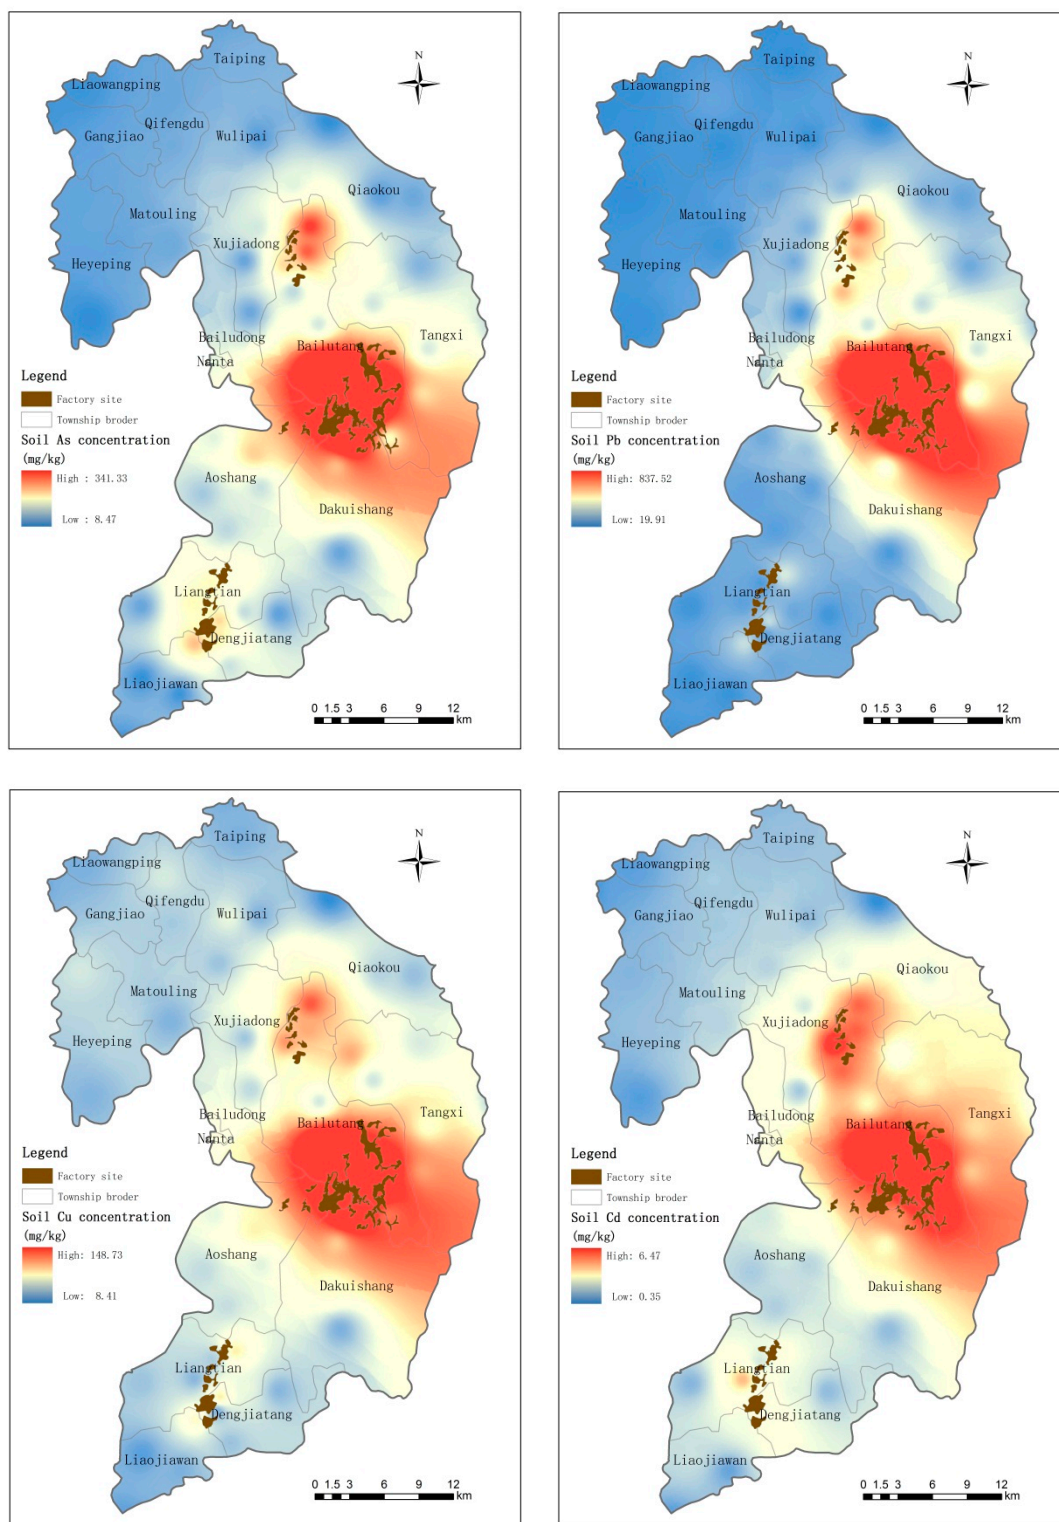 Taiping
N
Liaowangping
Qifengdu
Gangjiao
Wulipai
Qiaokou
Matouling
Xujiadong
Heyeping
Bailudong
Bailutang
Tangxi
Nanta
Legend
Factory site
Township broder
Soil As concentration
(mg/kg)
High : 341.33
Low : 8.47
Aoshang
Dakuishang
Liangtian
Dengjiatang
Liaojiawan
0 1.5 3 6 9 12
km
Taiping
N
Liaowangping
Qifengdu
Gangjiao
Wulipai
Qiaokou
Matouling
Xujiadong
Heyeping
Bailudong
Bailutang
Tangxi
Nanta
Legend
Factory site
Township broder
Soil Pb concentration
(mg/kg)
High: 837.52
Low: 19.91
Aoshang
Dakuishang
Liangtian
Dengjiatang
Liaojiawan
0 1.5 3 6 9 12
km
Taiping
N
Liaowangping
Qifengdu
Gangjiao
Wulipai
Qiaokou
Matouling
Xujiadong
Heyeping
Bailudong
Bailutang
Tangxi
Nanta
Legend
Factory site
Township broder
Soil Cu concentration
(mg/kg)
High: 148.73
Low: 8.41
Aoshang
Dakuishang
Liangtian
Dengjiatang
Liaojiawan
0 1.5 3 6 9 12
km
Taiping
N
Liaowangping
Qifengdu
Gangjiao
Wulipai
Qiaokou
Matouling
Xujiadong
Heyeping
Bailudong
Bailutang
Tangxi
Nanta
Legend
Factory site
Township broder
Soil Cd concentration
(mg/kg)
High: 6.47
Low: 0.35
Aoshang
Dakuishang
Liangtian
Dengjiatang
Liaojiawan
0 1.5 3 6 9 12
km